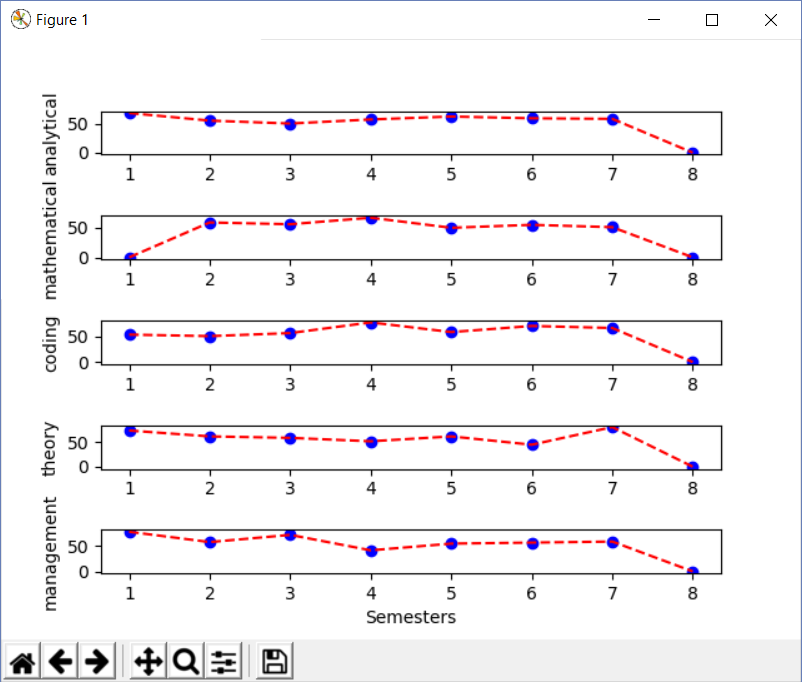 Figure 1
analytical
50
0
1 2 3 4 5 6 7 8
mathematical
50
0
1 2 3 4 5 6 7 8
coding
50
0
1 2 3 4 5 6 7 8
theory
50
0
1 2 3 4 5 6 7 8
management
50
0
1 2 3 4 5 6 7 8
Semesters